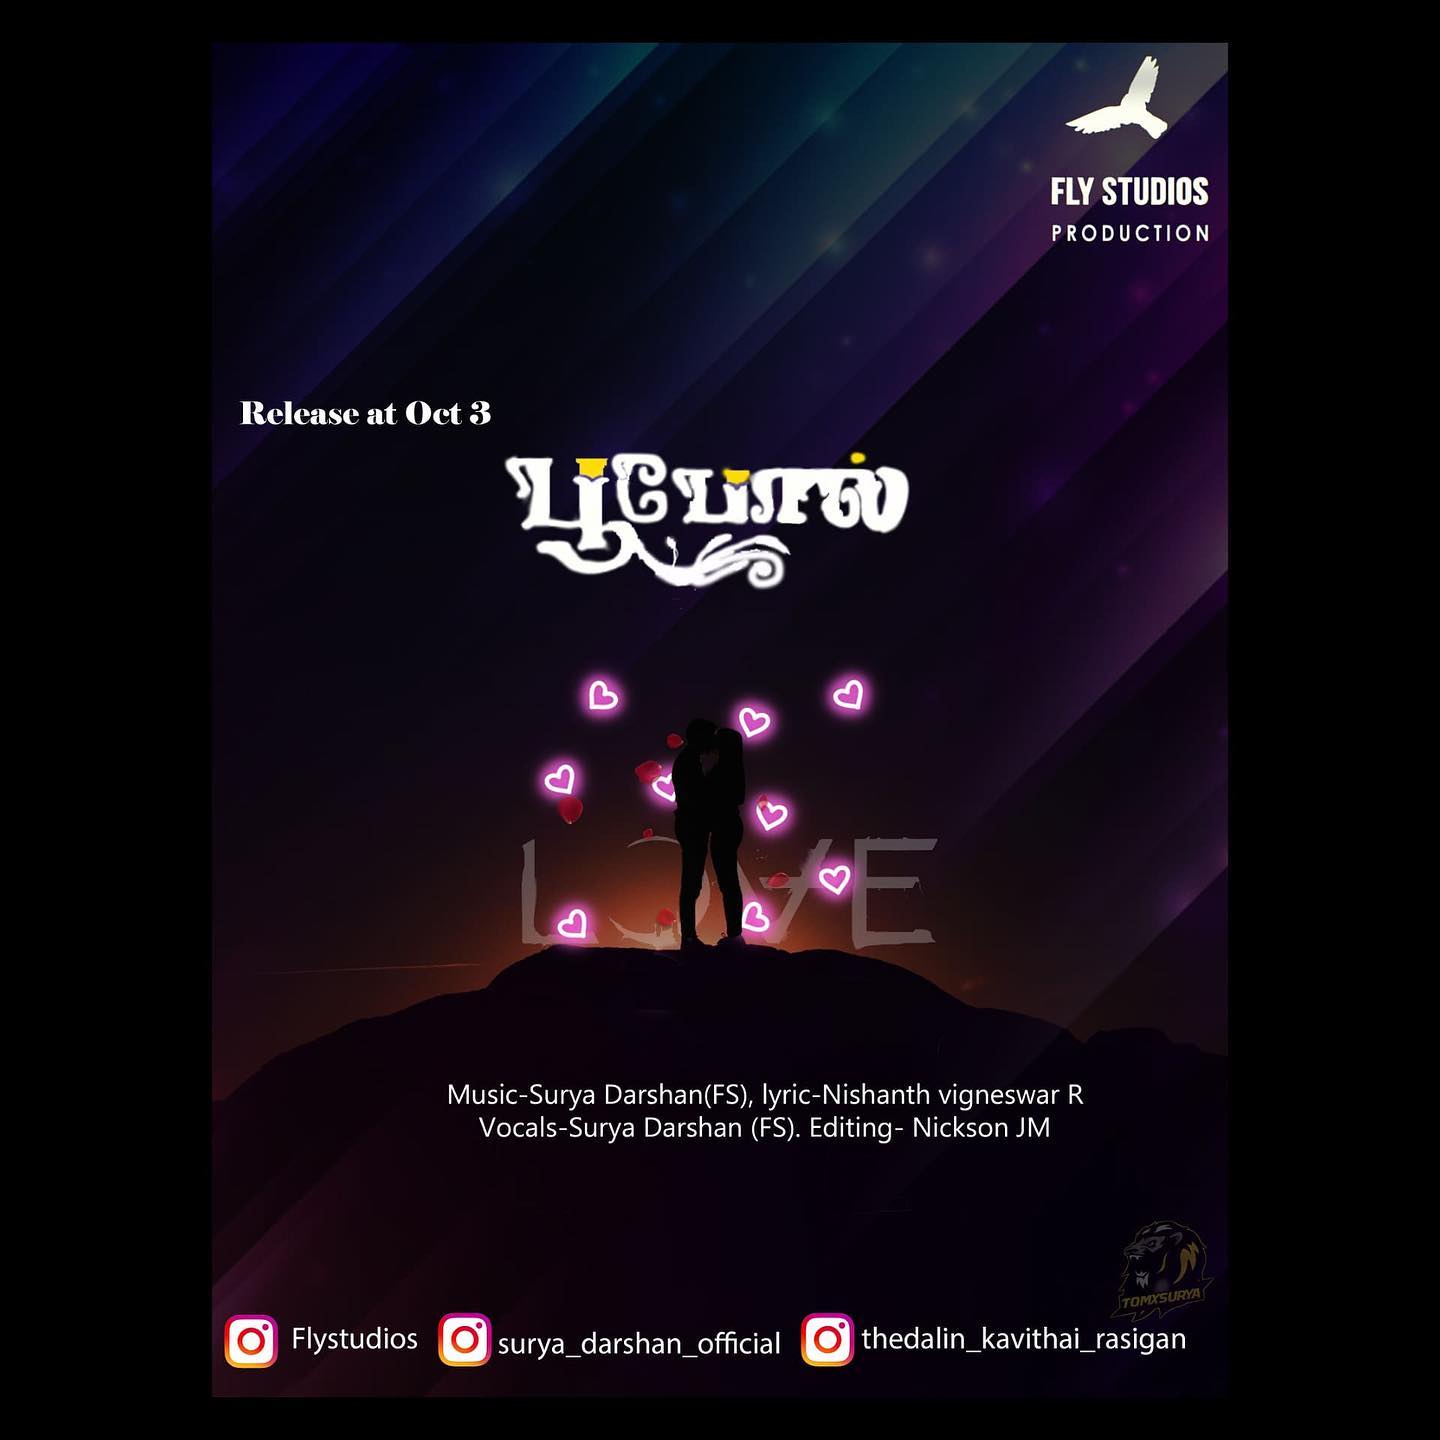 FLY STUDIOS
PRODUCTION
Release at Oct 3
பூபோல்
LOVE
Music-Surya Darshan(FS), lyric-Nishanth vigneswar R
Vocals-Surya Darshan (FS). Editing- Nickson JM
TOMXSURYA
Flystudios
surya_darshan_official
thedalin_kavithai_rasigan